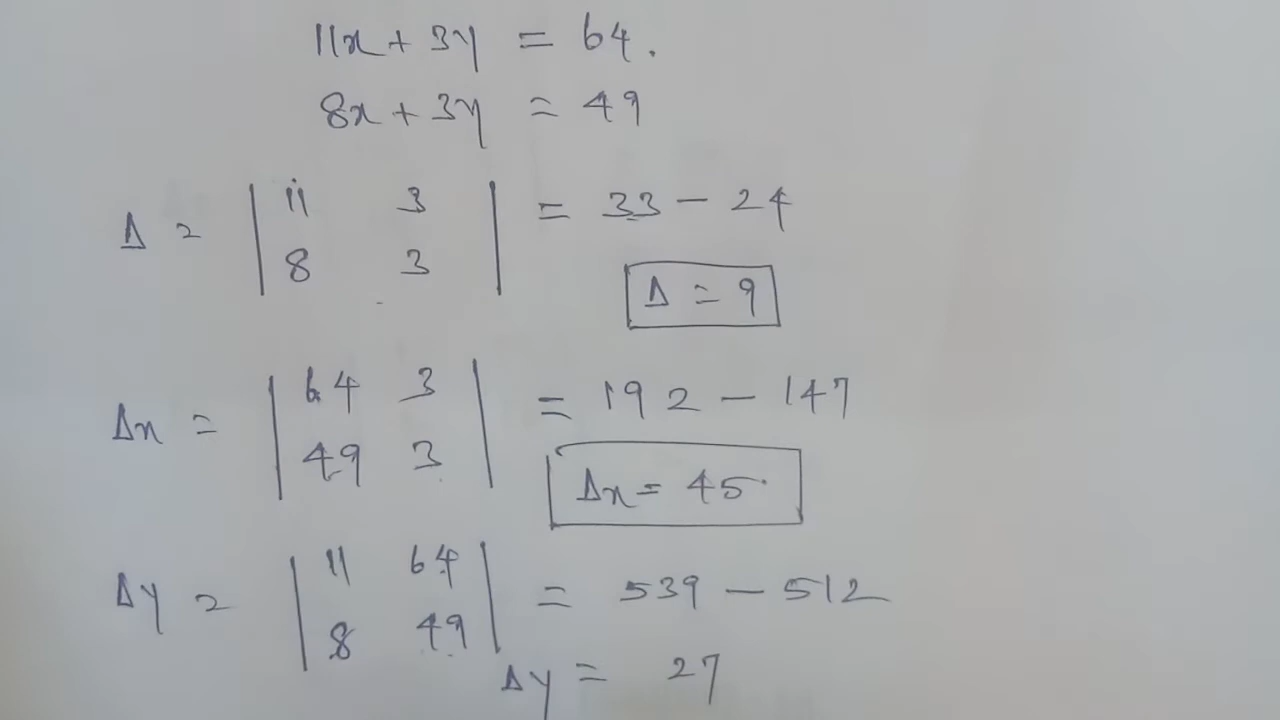 11x + 3y = 64.
8x + 3y = 49
Δ = | 11 3 | = 33 - 24
| 8 3 |
Δ = 9
Δx = | 64 3 | = 192 - 147
| 49 3 |
Δx = 45
Δy = | 11 64 | = 539 - 512
| 8 49 |
Δy = 27